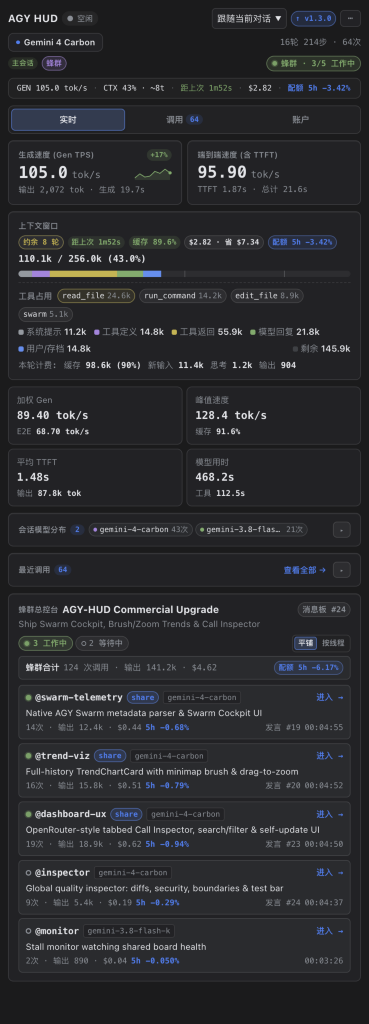 AGY HUD 空闲 跟随当前对话 ▼ ↑ v1.3.0 ⋯
Gemini 4 Carbon 16轮 214步 · 64次
主会话 蜂群 蜂群 · 3/5 工作中
GEN 105.0 tok/s · CTX 43% · ~8t · 距上次 1m52s · $2.82 · 配额 5h −3.42%
实时 调用 64 账户
生成速度 (Gen TPS) +17%
105.0 tok/s
输出 2,072 tok · 生成 19.7s
端到端速度 (含 TTFT)
95.90 tok/s
TTFT 1.87s · 总计 21.6s
上下文窗口
约余 8 轮 距上次 1m52s 缓存 89.6% $2.82 · 省 $7.34 配额 5h −3.42%
110.1k / 256.0k (43.0%)
工具占用 read_file 24.6k run_command 14.2k edit_file 8.9k
swarm 5.1k
系统提示 11.2k 工具定义 14.8k 工具返回 55.9k 模型回复 21.8k
用户/存档 14.8k 剩余 145.9k
本轮计费: 缓存 98.6k (90%) 新输入 11.4k 思考 1.2k 输出 904
加权 Gen
89.40 tok/s
E2E 68.70 tok/s
峰值速度
128.4 tok/s
缓存 91.6%
平均 TTFT
1.48s
输出 87.8k tok
模型用时
468.2s
工具 112.5s
会话模型分布 2 gemini-4-carbon 43次 gemini-3.8-flas… 21次
最近调用 64 查看全部 →
蜂群总控台 AGY-HUD Commercial Upgrade 消息板 #24
Ship Swarm Cockpit, Brush/Zoom Trends & Call Inspector
3 工作中 2 等待中 平铺 按线程
蜂群合计 124 次调用 · 输出 141.2k · $4.62 配额 5h −6.17%
@swarm-telemetry share gemini-4-carbon 进入 →
Native AGY Swarm metadata parser & Swarm Cockpit UI
14次 · 输出 12.4k · $0.44 5h −0.68% 发言 #19 00:04:55
@trend-viz share gemini-4-carbon 进入 →
Full-history TrendChartCard with minimap brush & drag-to-zoom
16次 · 输出 15.8k · $0.51 5h −0.79% 发言 #20 00:04:52
@dashboard-ux share gemini-4-carbon 进入 →
OpenRouter-style tabbed Call Inspector, search/filter & self-update UI
19次 · 输出 18.9k · $0.62 5h −0.94% 发言 #23 00:04:50
@inspector gemini-4-carbon 进入 →
Global quality inspector: diffs, security, boundaries & test bar
9次 · 输出 5.4k · $0.19 5h −0.29% 发言 #24 00:04:37
@monitor gemini-3.8-flash-k 进入 →
Stall monitor watching shared board health
2次 · 输出 890 · $0.04 5h −0.050% 00:03:26